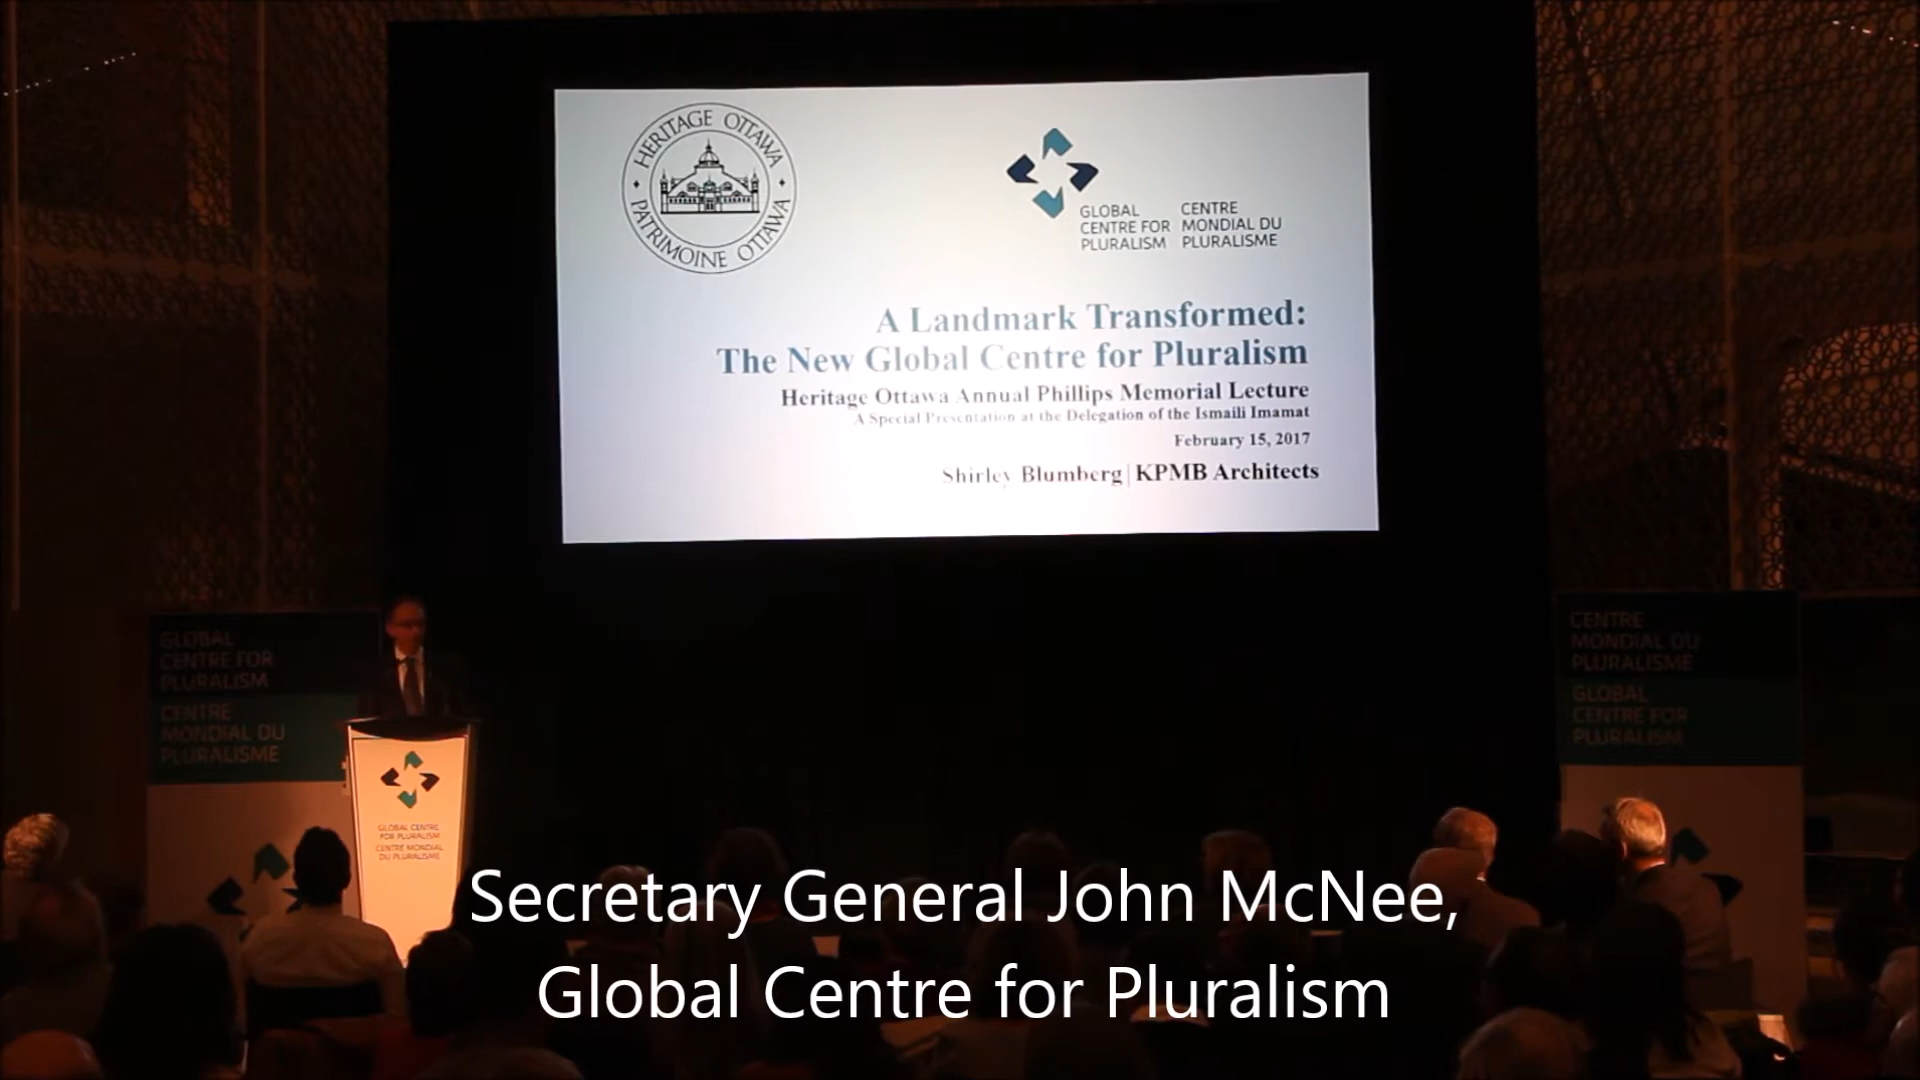 HERITAGE OTTAWA
PATRIMOINE OTTAWA
GLOBAL
CENTRE FOR
PLURALISM
CENTRE
MONDIAL DU
PLURALISME
A Landmark Transformed:
The New Global Centre for Pluralism
Heritage Ottawa Annual Phillips Memorial Lecture
A Special Presentation at the Delegation of the Ismaili Imamat
February 15, 2017
Shirley Blumberg | KPMB Architects
GLOBAL
CENTRE FOR
PLURALISM
CENTRE
MONDIAL DU
PLURALISME
CENTRE
MONDIAL DU
PLURALISME
GLOBAL
CENTRE FOR
PLURALISM
GLOBAL CENTRE
FOR PLURALISM
CENTRE MONDIAL
DU PLURALISME
Secretary General John McNee,
Global Centre for Pluralism